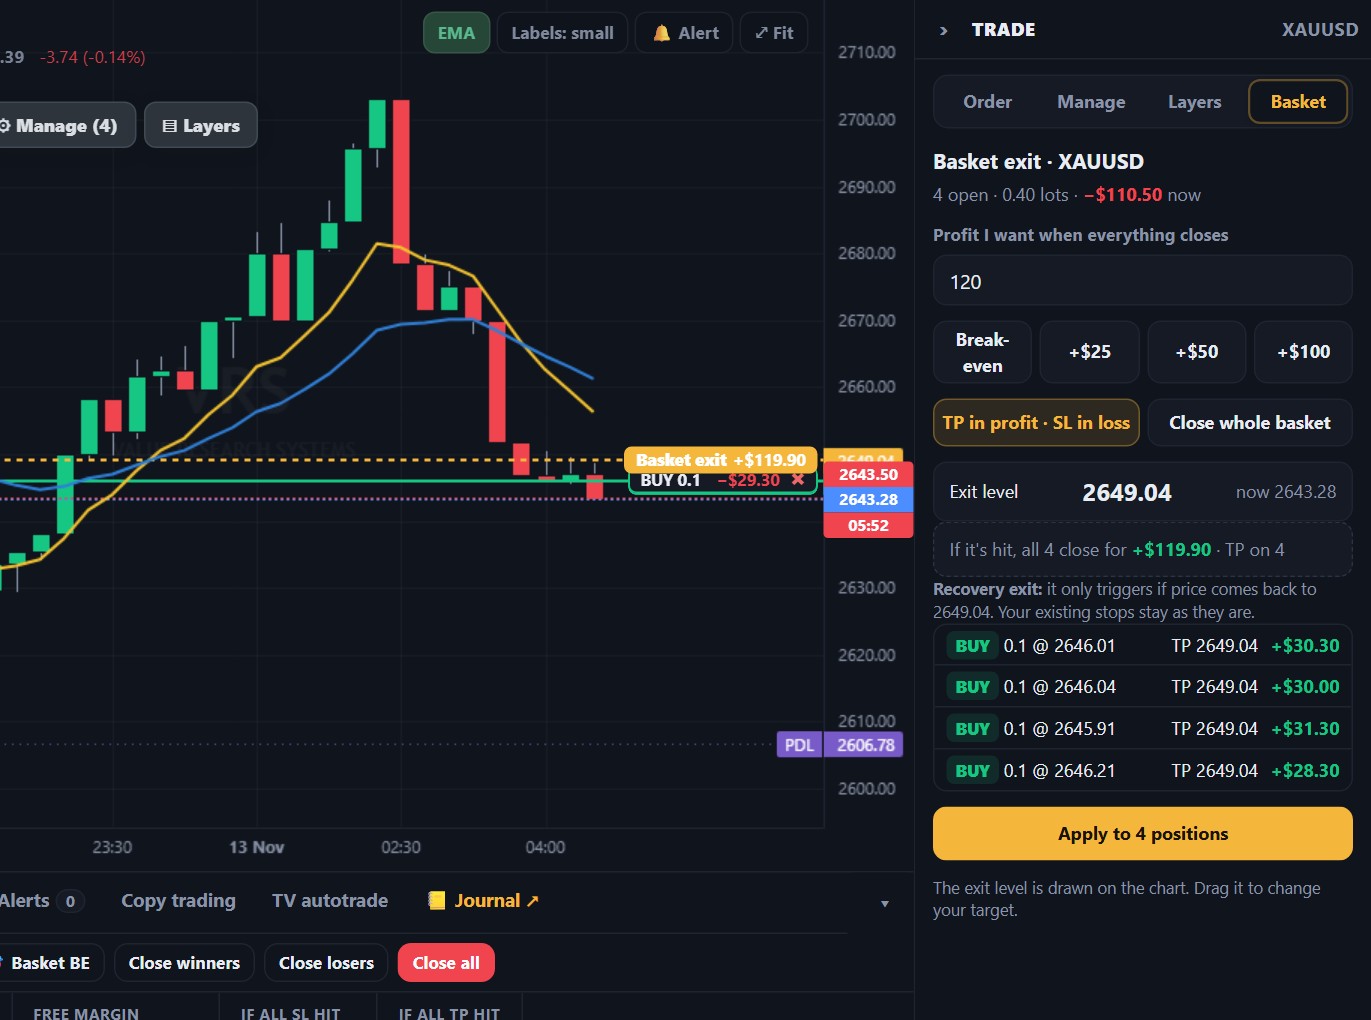 EMA
Labels: small
🔔 Alert
⤢ Fit
.39 -3.74 (-0.14%)
⚙ Manage (4)
Layers
2710.00
2700.00
2690.00
2680.00
2670.00
2660.00
2649.04
2643.50
2643.28
05:52
2630.00
2620.00
2610.00
2606.78
2600.00
Basket exit +$119.90
BUY 0.1 −$29.30 ✖
PDL
23:30
13 Nov
02:30
04:00
Alerts 0
Copy trading
TV autotrade
📒 Journal ↗
▾
Basket BE
Close winners
Close losers
Close all
FREE MARGIN
IF ALL SL HIT
IF ALL TP HIT
› TRADE
XAUUSD
Order
Manage
Layers
Basket
Basket exit · XAUUSD
4 open · 0.40 lots · −$110.50 now
Profit I want when everything closes
120
Break-
even
+$25
+$50
+$100
TP in profit · SL in loss
Close whole basket
Exit level 2649.04 now 2643.28
If it's hit, all 4 close for +$119.90 · TP on 4
Recovery exit: it only triggers if price comes back to
2649.04. Your existing stops stay as they are.
BUY 0.1 @ 2646.01 TP 2649.04 +$30.30
BUY 0.1 @ 2646.04 TP 2649.04 +$30.00
BUY 0.1 @ 2645.91 TP 2649.04 +$31.30
BUY 0.1 @ 2646.21 TP 2649.04 +$28.30
Apply to 4 positions
The exit level is drawn on the chart. Drag it to change
your target.